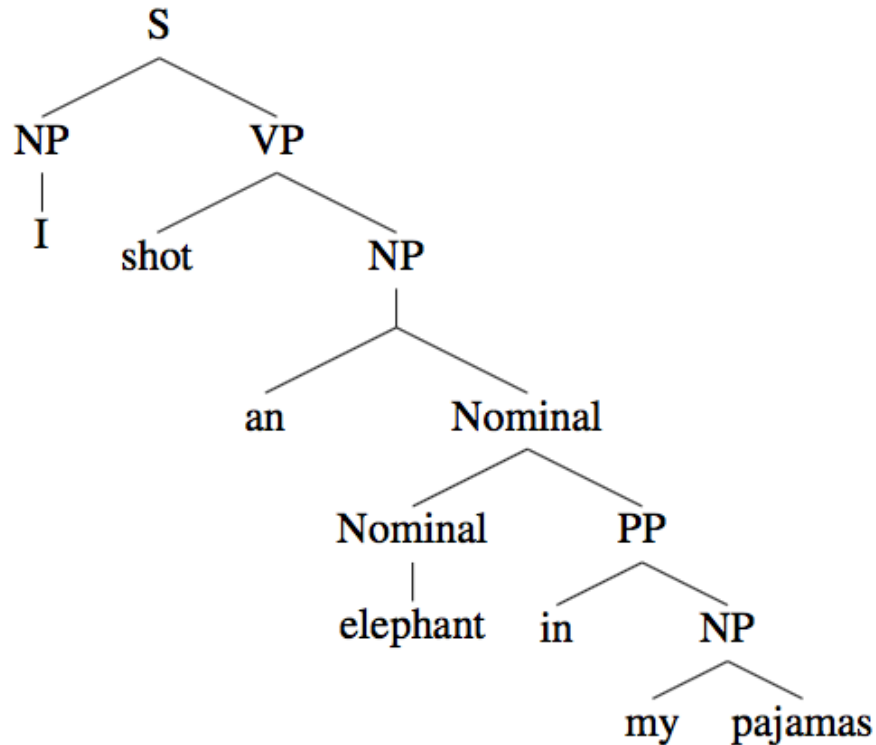 S
NP VP
I
shot NP
an Nominal
Nominal PP
elephant in NP
my pajamas